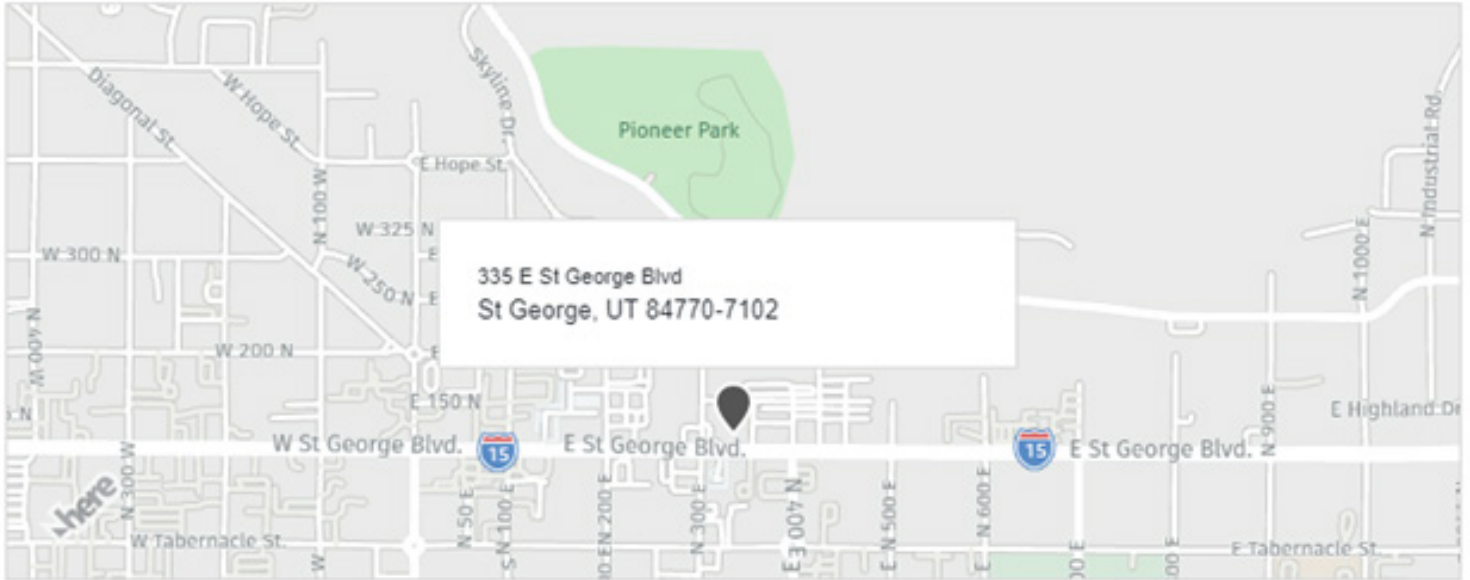 Diagonal St.
W Hope St.
Skyline Dr.
Pioneer Park
N Industrial Rd.
E Hope St.
N 100 W
W 325 N
W 300 N
W 250 N
E
E
N 1000 E
335 E St George Blvd
St George, UT 84770-7102
N 400 W
W 200 N
E
E 150 N
E Highland Dr
N 900 E
W St George Blvd.
15
E St George Blvd.
15
E St George Blvd.
here
N 300 W
N 50 E
S N 100 E
N 200 E
N 300 E
E N 400 E
E N 500 E
E N 600 E
W Tabernacle St.
W
E Tabernacle St.